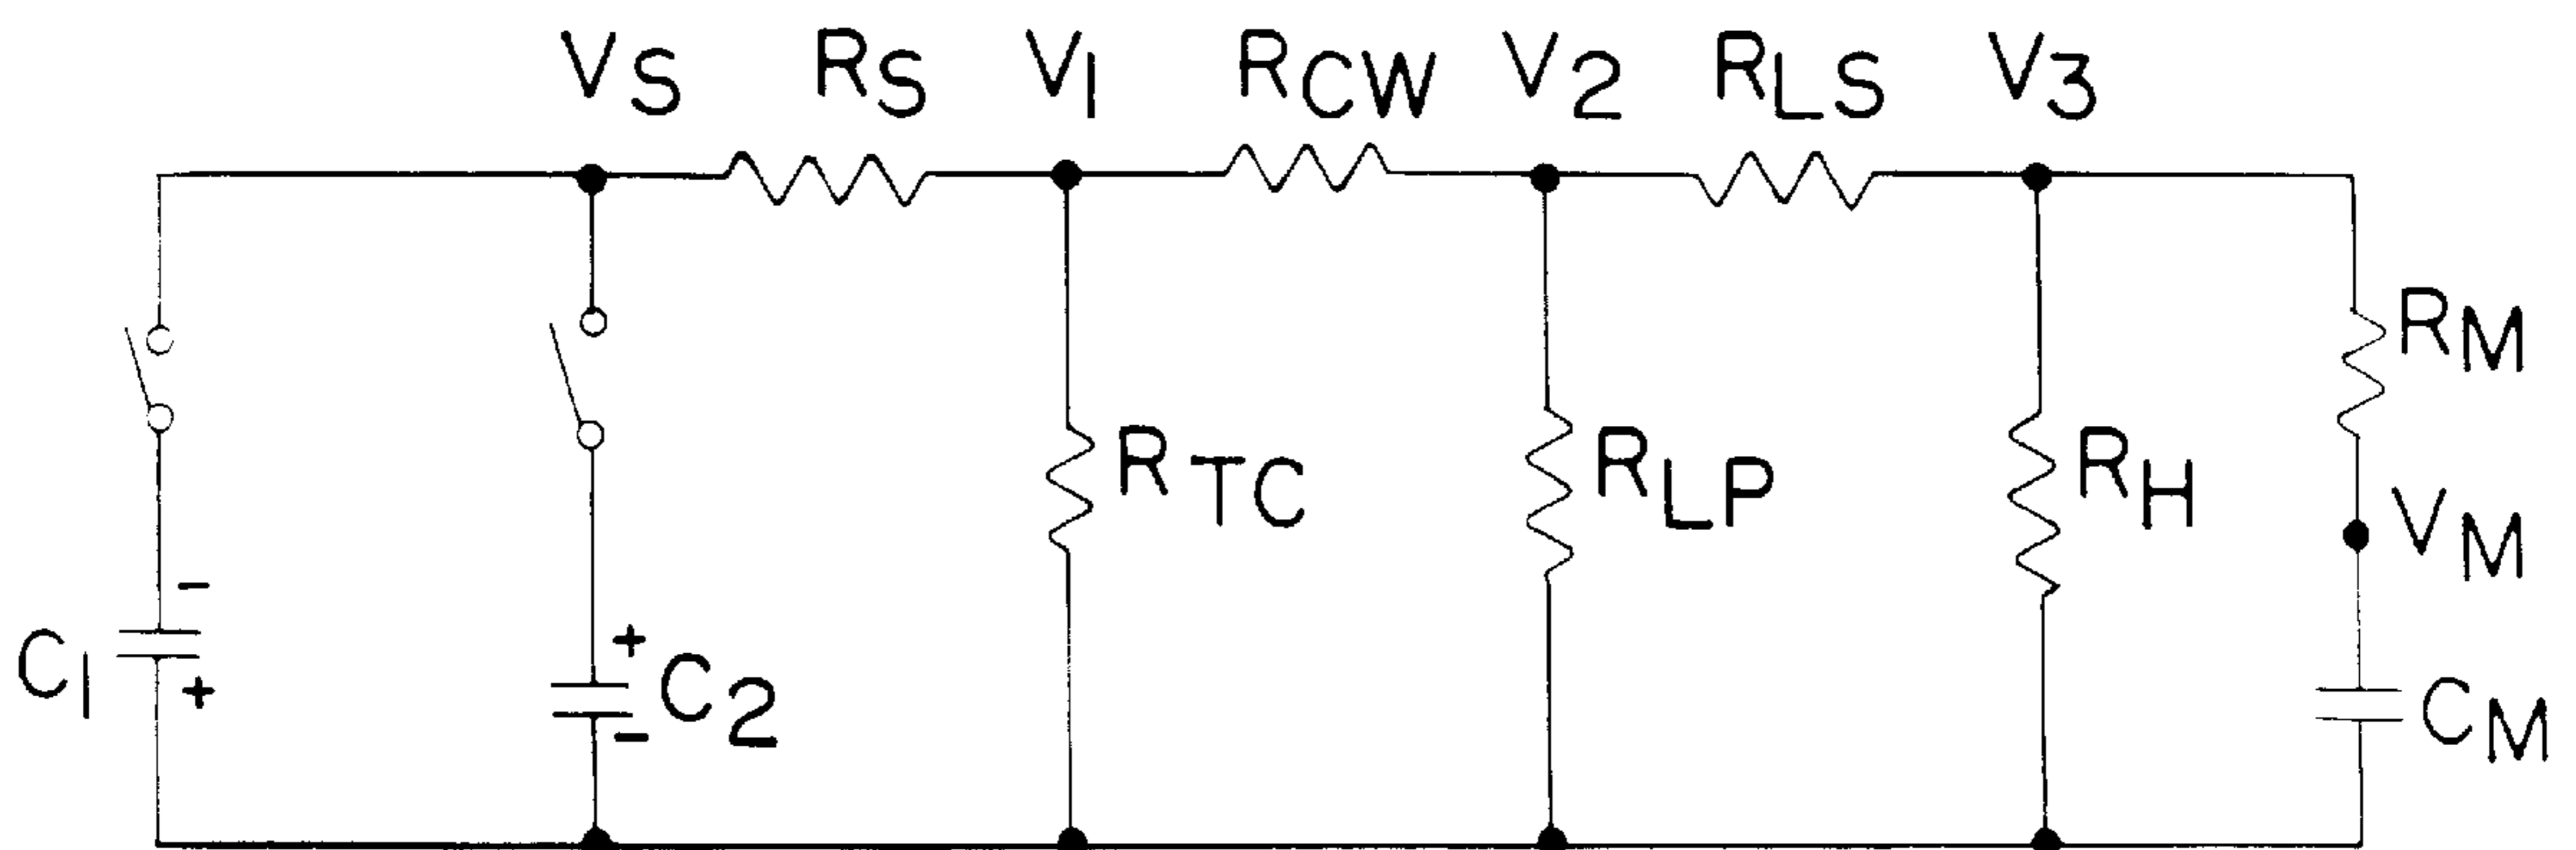 VS RS V1 RCW V2 RLS V3
RM
RTC RLP RH
VM
-
+
C1 + C2 - CM